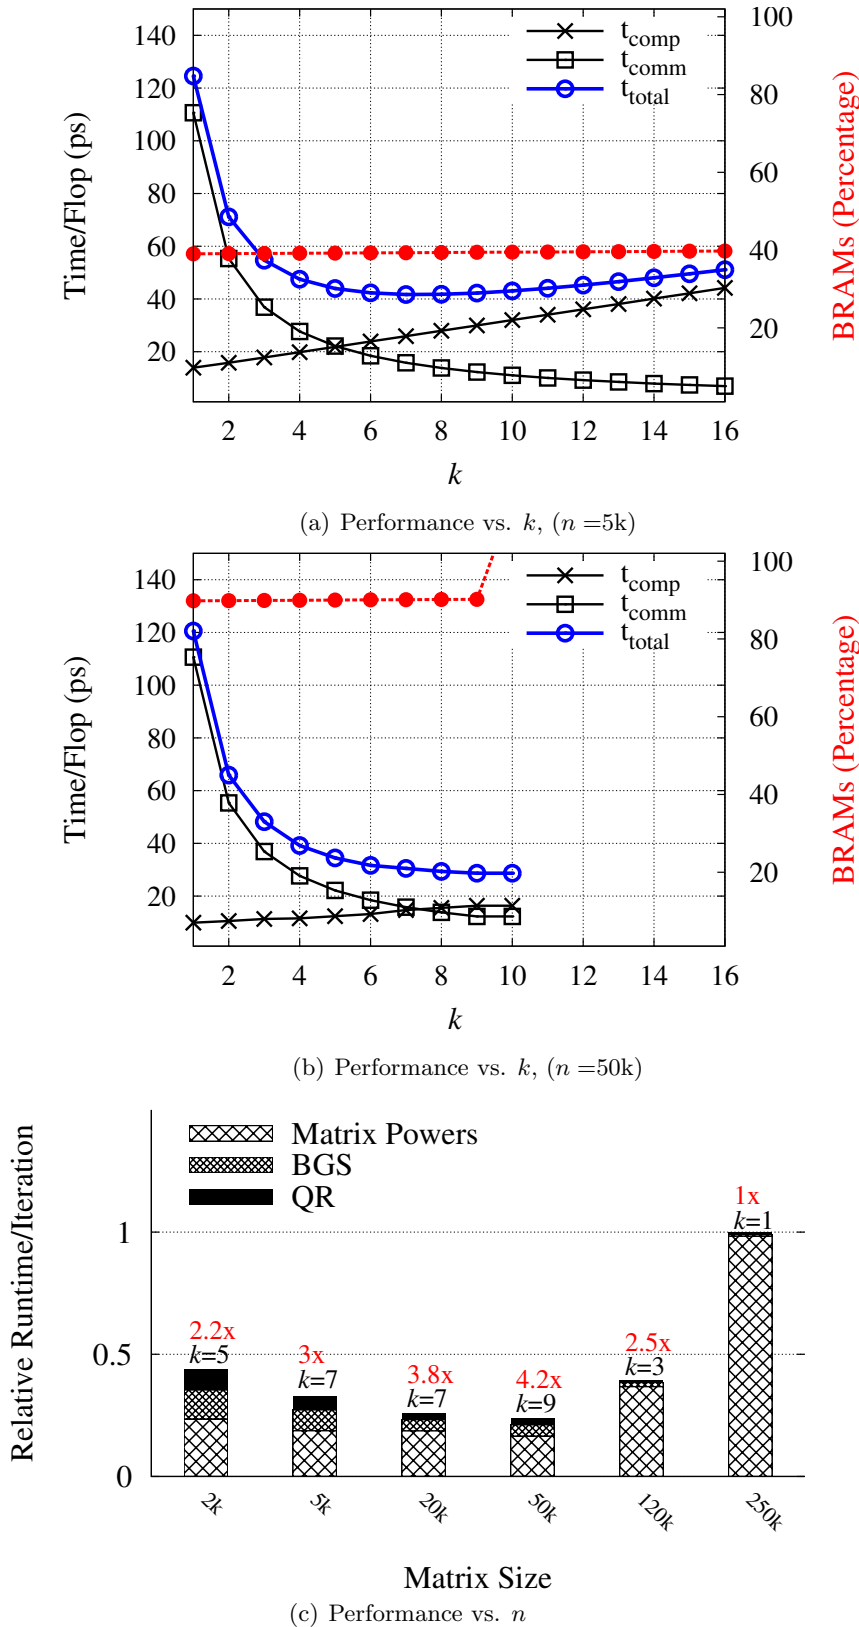 140
120
100
80
60
40
20
Time/Flop (ps)
t_comp
t_comm
t_total
100
80
60
40
20
BRAMs (Percentage)
2 4 6 8 10 12 14 16
k
(a) Performance vs. k, (n =5k)
140
120
100
80
60
40
20
Time/Flop (ps)
t_comp
t_comm
t_total
100
80
60
40
20
BRAMs (Percentage)
2 4 6 8 10 12 14 16
k
(b) Performance vs. k, (n =50k)
Relative Runtime/Iteration
Matrix Powers
BGS
QR
1
0.5
0
2.2x
k=5
3x
k=7
3.8x
k=7
4.2x
k=9
2.5x
k=3
1x
k=1
2k 5k 20k 50k 120k 250k
Matrix Size
(c) Performance vs. n